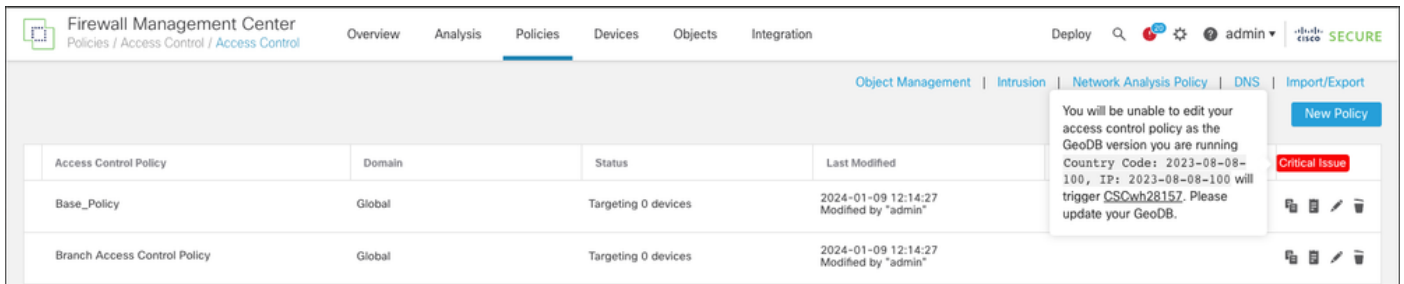 Firewall Management Center
Policies / Access Control / Access Control
Overview Analysis Policies Devices Objects Integration
Deploy 20 admin
cisco SECURE
Object Management | Intrusion | Network Analysis Policy | DNS | Import/Export
New Policy
You will be unable to edit your
access control policy as the
GeoDB version you are running
Country Code: 2023-08-08-
100, IP: 2023-08-08-100 will
trigger CSCwh28157. Please
update your GeoDB.
Critical Issue
Access Control Policy Domain Status Last Modified
Base_Policy Global Targeting 0 devices 2024-01-09 12:14:27
Modified by "admin"
Branch Access Control Policy Global Targeting 0 devices 2024-01-09 12:14:27
Modified by "admin"